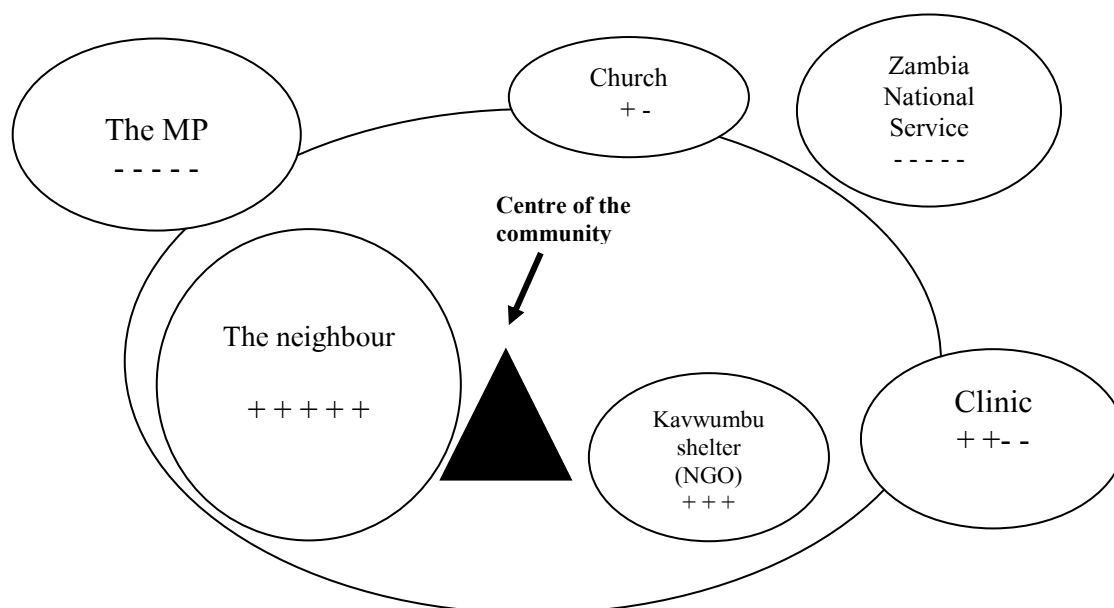 The MP
- - - - -
Church
+ -
Zambia
National
Service
- - - - -
Centre of the
community
The neighbour
+ + + + +
Kavwumbu
shelter
(NGO)
+ + +
Clinic
+ +- -